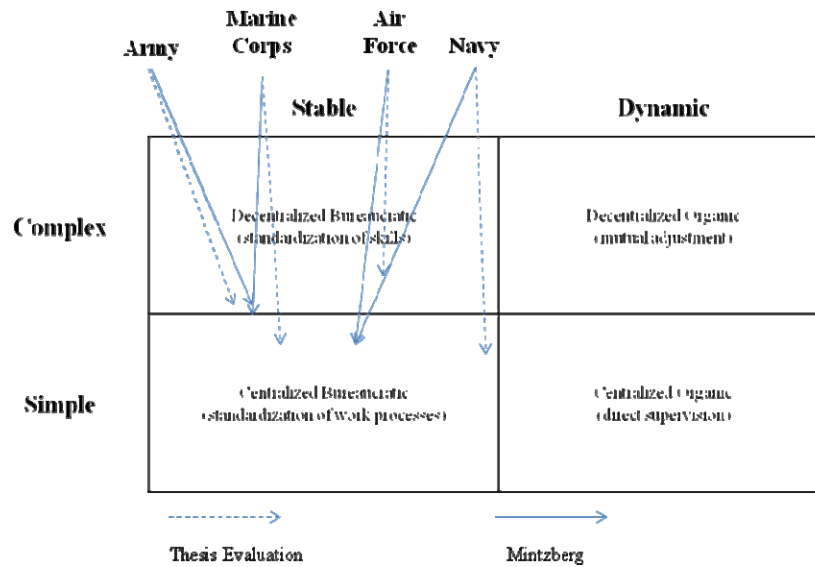 Army
Marine
Corps
Air
Force
Navy
Stable
Dynamic
Complex
Decentralized Bureaucratic
(standardization of skills)
Decentralized Organic
(mutual adjustment)
Simple
Centralized Bureaucratic
(standardization of work processes)
Centralized Organic
(direct supervision)
Thesis Evaluation
Mintzberg